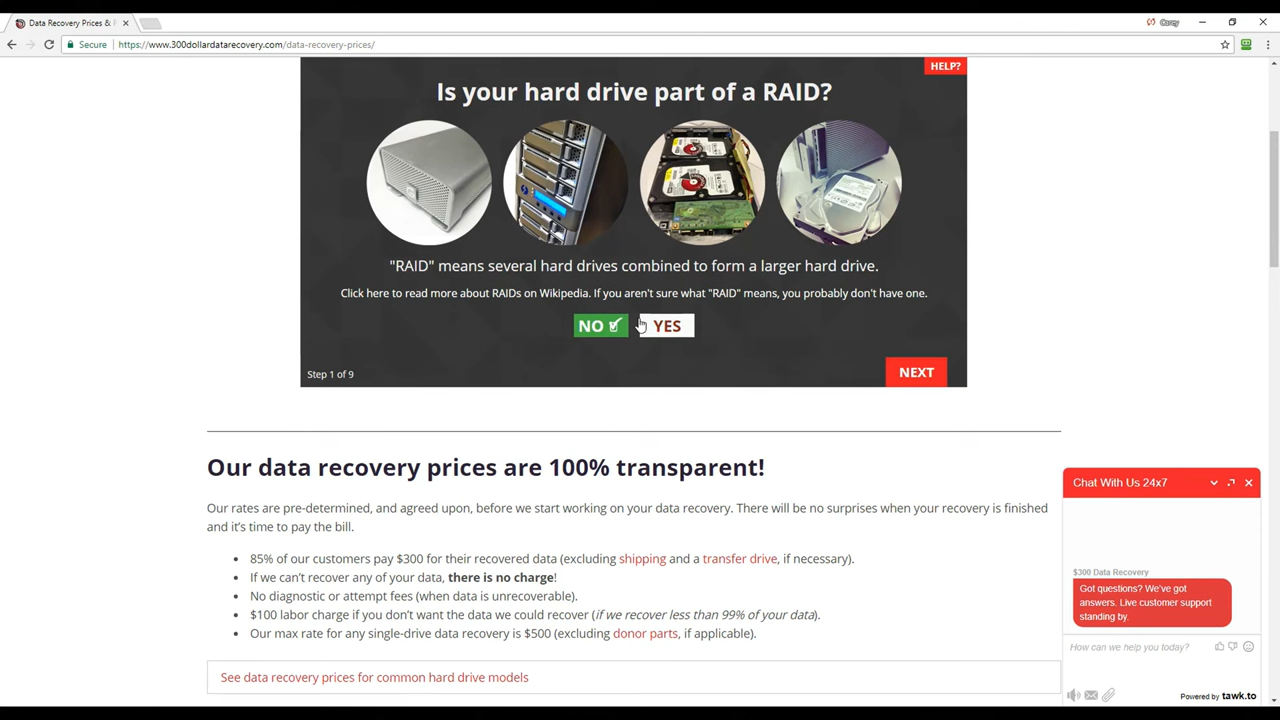 Data Recovery Prices & 
Carey
Secure
https://www.300dollardatarecovery.com/data-recovery-prices/
HELP?
Is your hard drive part of a RAID?
"RAID" means several hard drives combined to form a larger hard drive.
Click here to read more about RAIDs on Wikipedia. If you aren't sure what "RAID" means, you probably don't have one.
NO YES
Step 1 of 9
NEXT
Our data recovery prices are 100% transparent!
Our rates are pre-determined, and agreed upon, before we start working on your data recovery. There will be no surprises when your recovery is finished
and it's time to pay the bill.
• 85% of our customers pay $300 for their recovered data (excluding shipping and a transfer drive, if necessary).
• If we can't recover any of your data, there is no charge!
• No diagnostic or attempt fees (when data is unrecoverable).
• $100 labor charge if you don't want the data we could recover (if we recover less than 99% of your data).
• Our max rate for any single-drive data recovery is $500 (excluding donor parts, if applicable).
See data recovery prices for common hard drive models
Chat With Us 24x7
$300 Data Recovery
Got questions? We've got
answers. Live customer support
standing by.
How can we help you today?
Powered by tawk.to